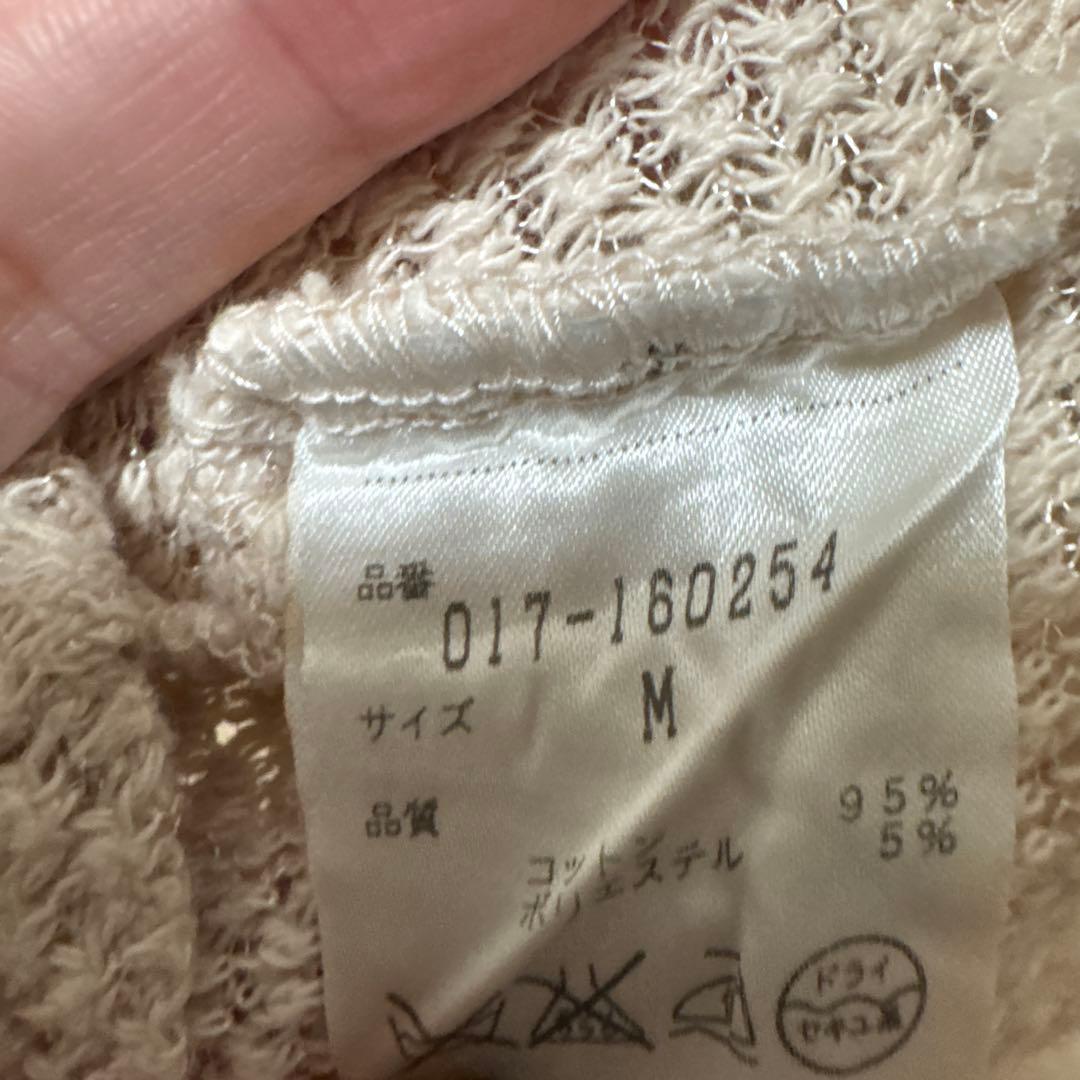 品番
017-160254
サイズ M
品質
コットン 95%
ポリエステル 5%
ドライ
セキユ系